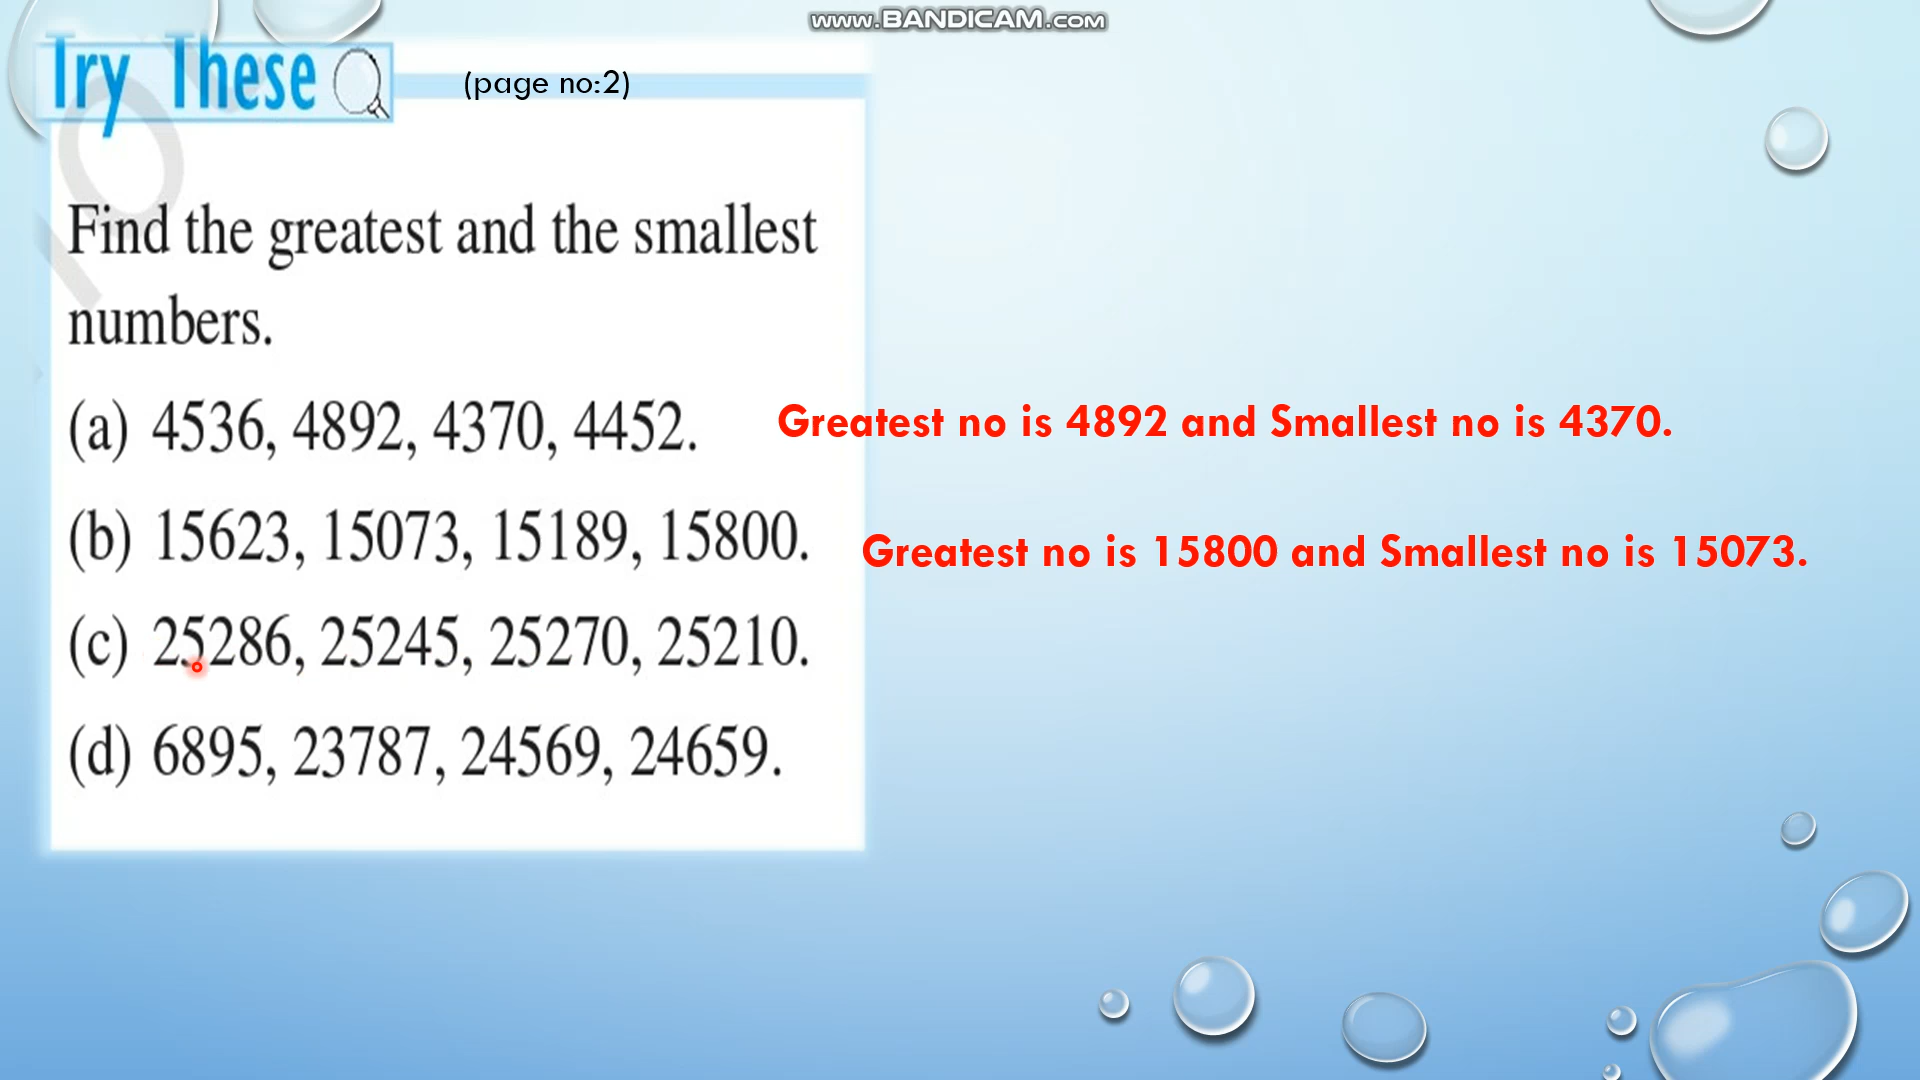 www.BANDICAM.com
Try These
(page no:2)
Find the greatest and the smallest
numbers.
(a) 4536, 4892, 4370, 4452.
Greatest no is 4892 and Smallest no is 4370.
(b) 15623, 15073, 15189, 15800.
Greatest no is 15800 and Smallest no is 15073.
(c) 25286, 25245, 25270, 25210.
(d) 6895, 23787, 24569, 24659.